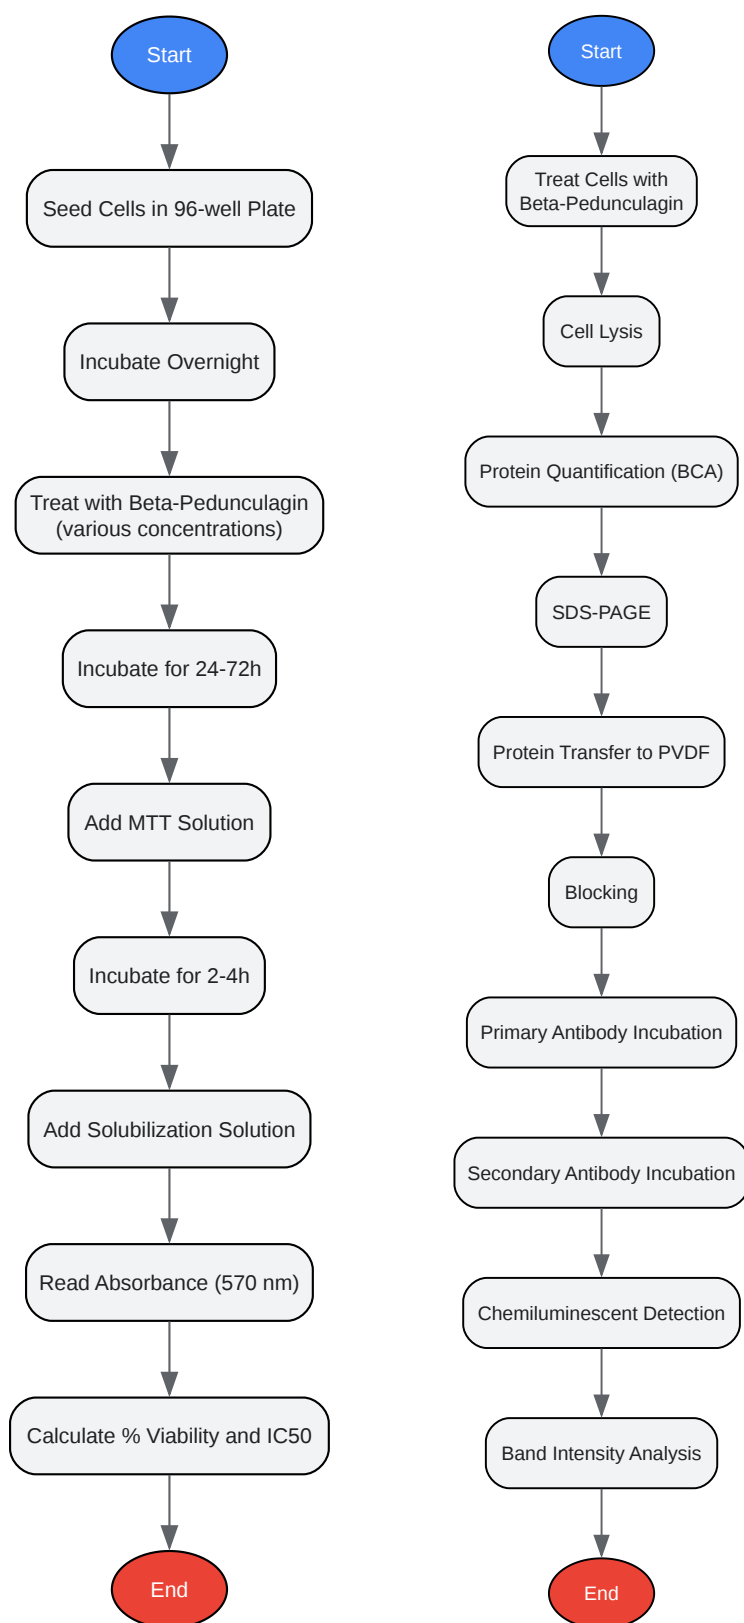 Start
Seed Cells in 96-well Plate
Incubate Overnight
Treat with Beta-Pedunculagin
(various concentrations)
Incubate for 24-72h
Add MTT Solution
Incubate for 2-4h
Add Solubilization Solution
Read Absorbance (570 nm)
Calculate % Viability and IC50
End
Start
Treat Cells with
Beta-Pedunculagin
Cell Lysis
Protein Quantification (BCA)
SDS-PAGE
Protein Transfer to PVDF
Blocking
Primary Antibody Incubation
Secondary Antibody Incubation
Chemiluminescent Detection
Band Intensity Analysis
End